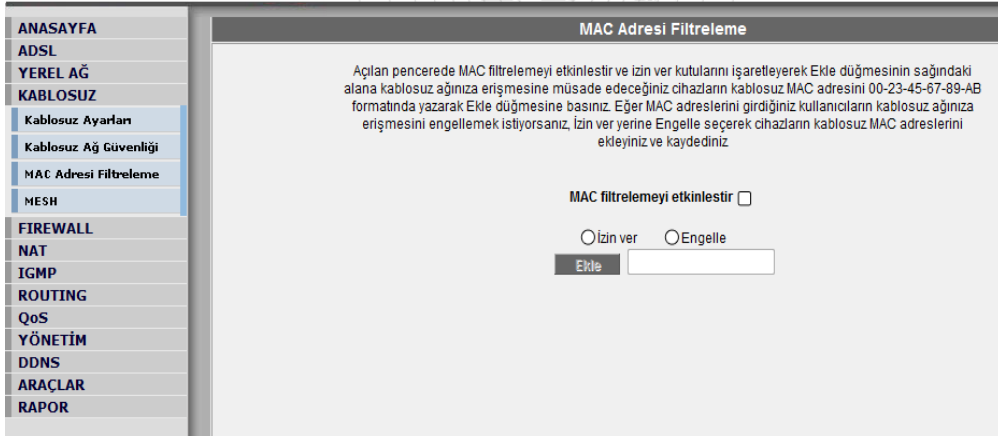 ANASAYFA
ADSL
YEREL AĞ
KABLOSUZ
Kablosuz Ayarları
Kablosuz Ağ Güvenliği
MAC Adresi Filtreleme
MESH
FIREWALL
NAT
IGMP
ROUTING
QoS
YÖNETİM
DDNS
ARAÇLAR
RAPOR
MAC Adresi Filtreleme
Açılan pencerede MAC filtrelemeyi etkinleştir ve izin ver kutularını işaretleyerek Ekle düğmesinin sağındaki
alana kablosuz ağınıza erişmesine müsade edeceğiniz cihazların kablosuz MAC adresini 00-23-45-67-89-AB
formatında yazarak Ekle düğmesine basınız. Eğer MAC adreslerini girdiğiniz kullanıcıların kablosuz ağınıza
erişmesini engellemek istiyorsanız, İzin ver yerine Engelle seçerek cihazların kablosuz MAC adreslerini
ekleyiniz ve kaydediniz
MAC filtrelemeyi etkinleştir
İzin ver Engelle
Ekle